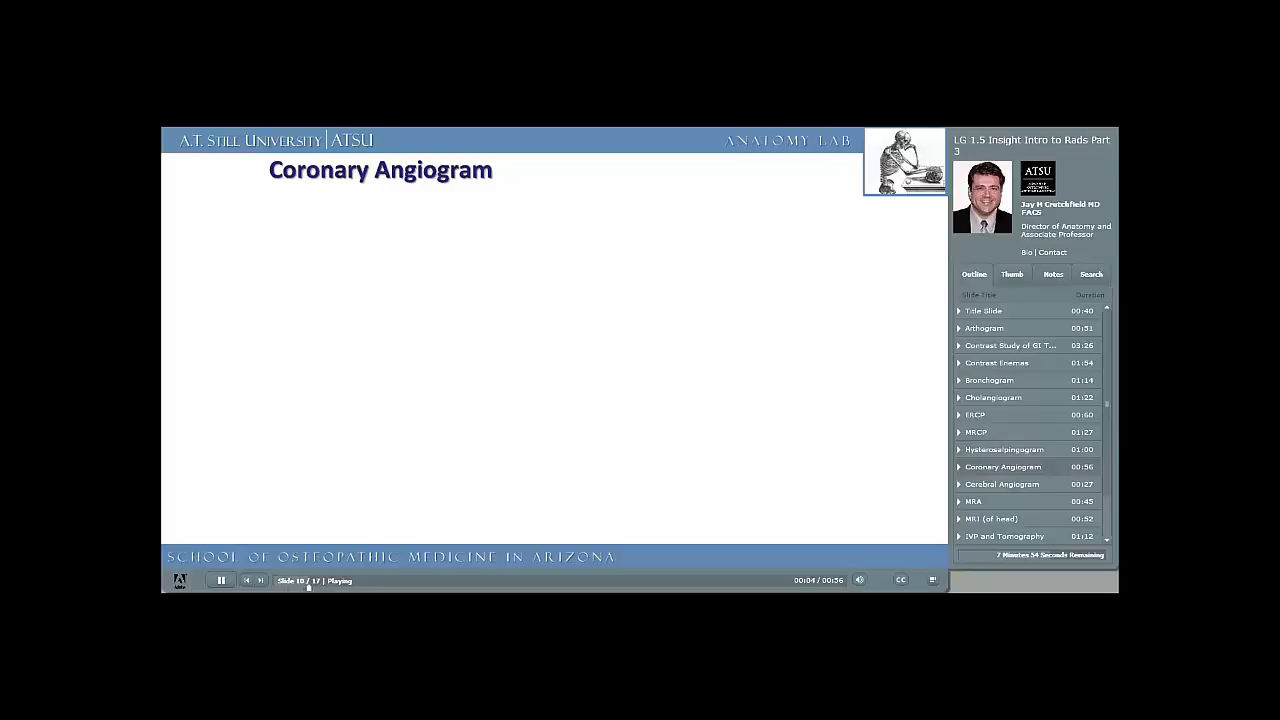 A.T. STILL UNIVERSITY | ATSU
ANATOMY LAB
Coronary Angiogram
SCHOOL OF OSTEOPATHIC MEDICINE IN ARIZONA
Slide 10 / 17 | Playing
00:04 / 00:56
CC
LG 1.5 Insight Intro to Rads Part
3
ATSU
Jay M Crutchfield MD
FACS
Director of Anatomy and
Associate Professor
Bio | Contact
Outline Thumb Notes Search
Slide Title Duration
Title Slide 00:40
Arthogram 00:51
Contrast Study of GI T... 03:26
Contrast Enemas 01:54
Bronchogram 01:14
Cholangiogram 01:22
ERCP 00:60
MRCP 01:27
Hysterosalpingogram 01:00
Coronary Angiogram 00:56
Cerebral Angiogram 00:27
MRA 00:45
MRI (of head) 00:52
IVP and Tomography 01:12
7 Minutes 54 Seconds Remaining